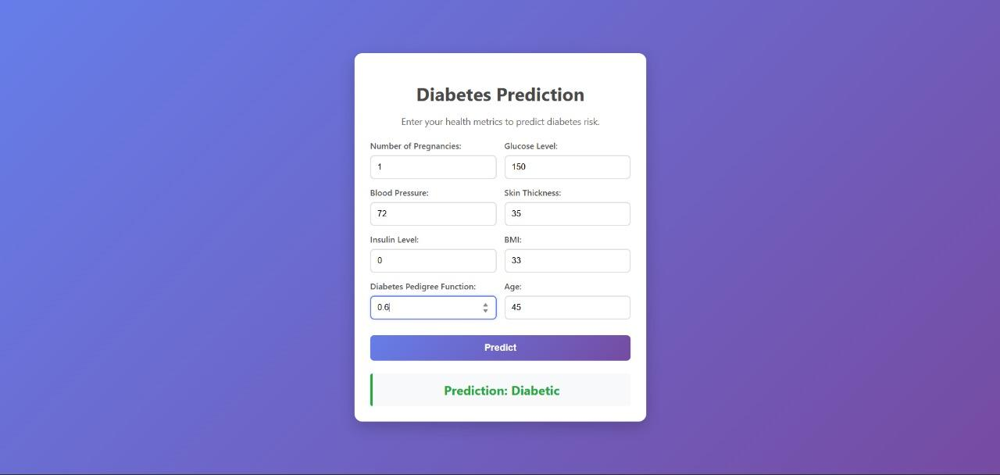 Diabetes Prediction
Enter your health metrics to predict diabetes risk.
Number of Pregnancies: Glucose Level:
1 150
Blood Pressure: Skin Thickness:
72 35
Insulin Level: BMI:
0 33
Diabetes Pedigree Function: Age:
0.6 45
Predict
Prediction: Diabetic